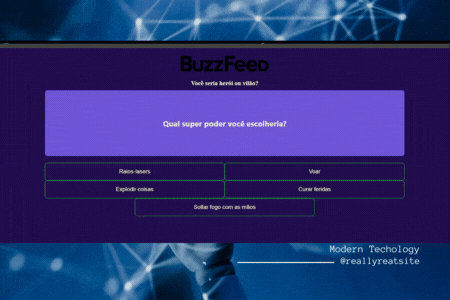 BuzzFeed
Você seria herói ou vilão?
Qual super poder você escolheria?
Raios-lasers
Voar
Explodir coisas
Curar feridas
Soltar fogo com as mãos
Modern Techology
@reallyreatsite